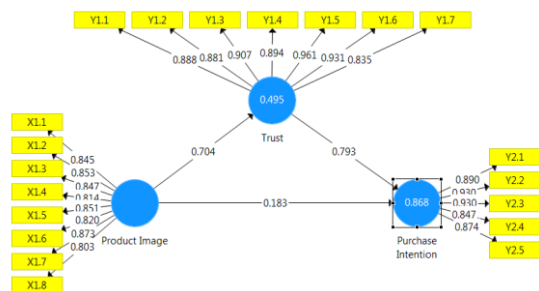 Y1.1 Y1.2 Y1.3 Y1.4 Y1.5 Y1.6 Y1.7
0.888 0.881 0.907 0.894 0.961 0.931 0.835
0.495
Trust
0.704 0.793
X1.1
X1.2
X1.3
X1.4
X1.5
X1.6
X1.7
X1.8
0.845
0.853
0.847
0.814
0.851
0.820
0.873
0.803
Product Image
0.183
0.868
Purchase
Intention
0.890
0.930
0.930
0.847
0.874
Y2.1
Y2.2
Y2.3
Y2.4
Y2.5